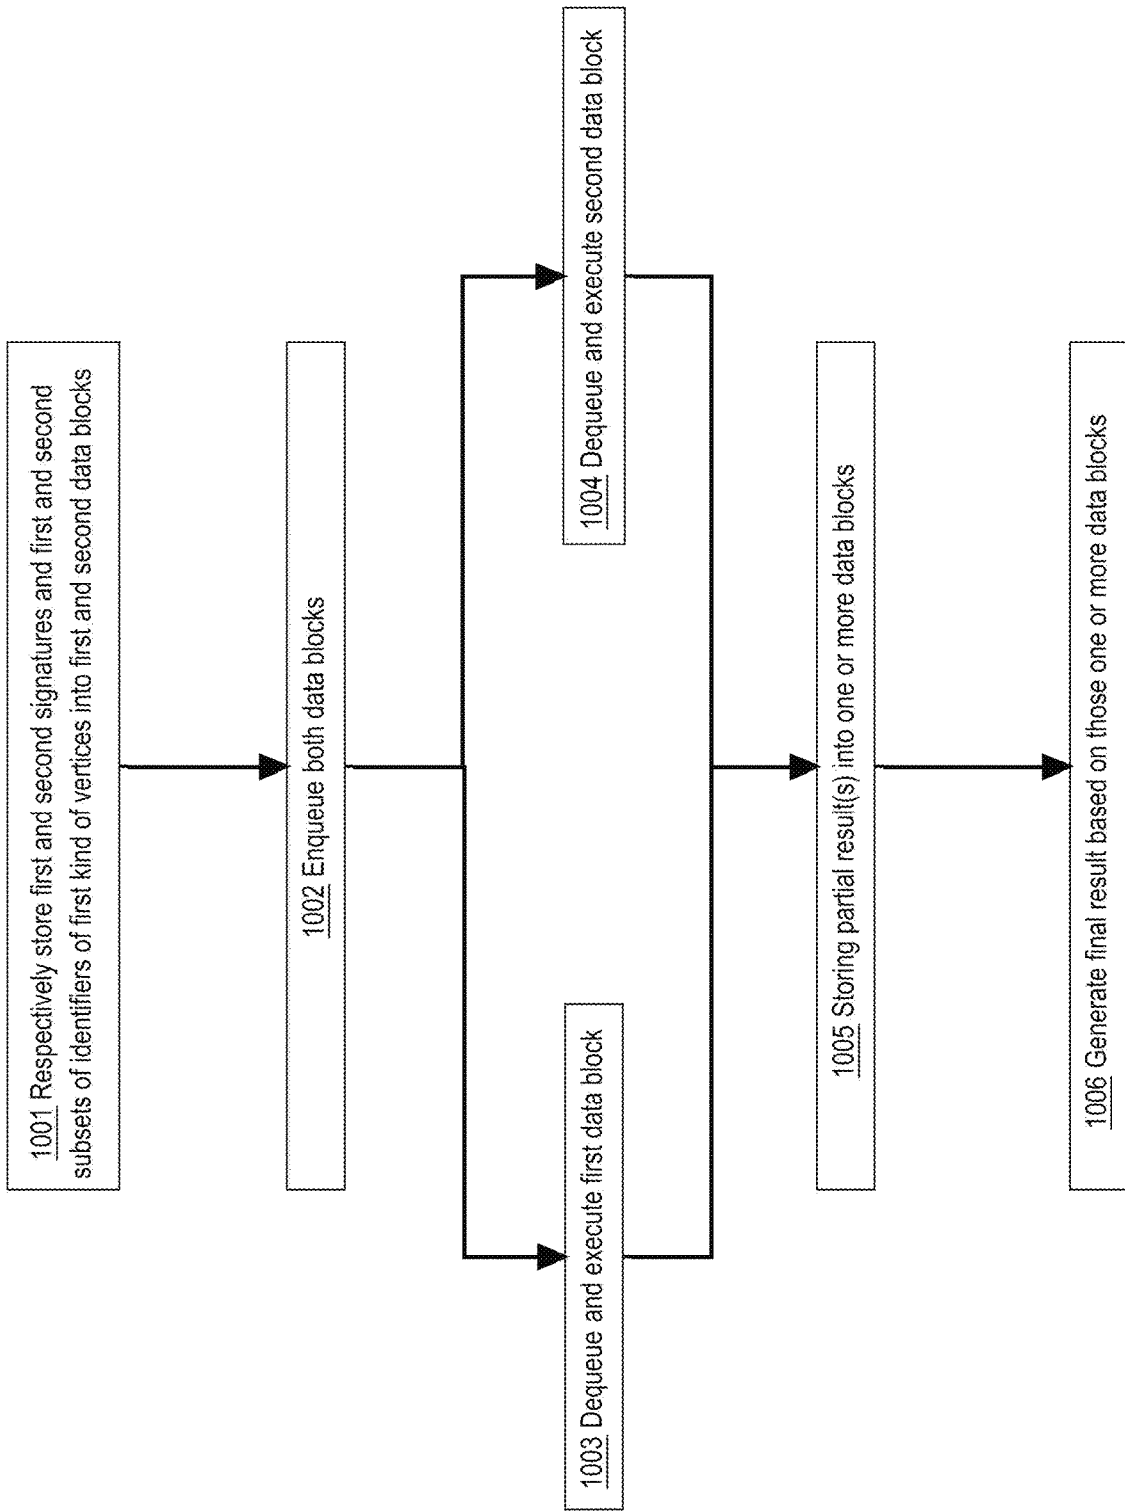 1001 Respectively store first and second signatures and first and second
subsets of identifiers of first kind of vertices into first and second data blocks
1002 Enqueue both data blocks
1003 Dequeue and execute first data block
1004 Dequeue and execute second data block
1005 Storing partial result(s) into one or more data blocks
1006 Generate final result based on those one or more data blocks